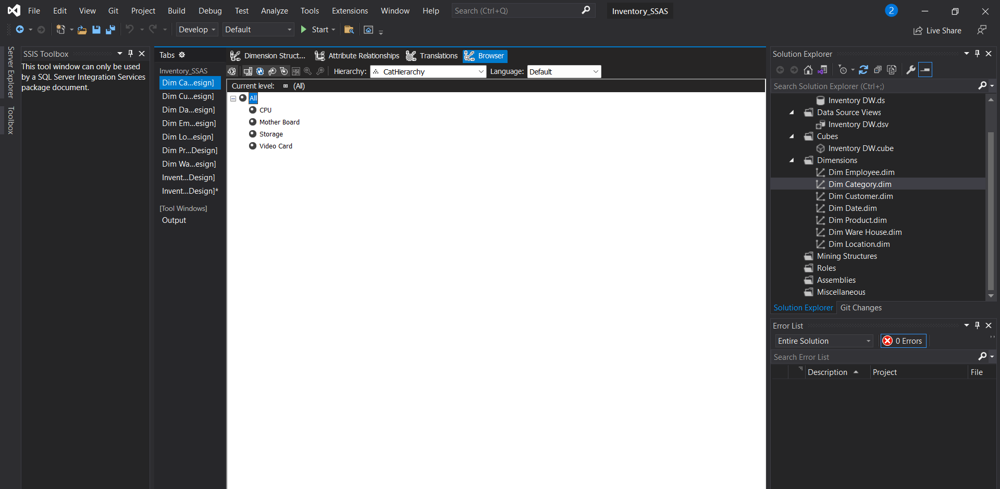 File Edit View Git Project Build Debug Test Analyze Tools Extensions Window Help Search (Ctrl+Q) Inventory_SSAS 2
Develop Default Start Live Share
Server Explorer
Toolbox
SSIS Toolbox
This tool window can only be used
by a SQL Server Integration Services
package document.
Tabs
Inventory_SSAS
Dim Ca...esign]
Dim Cu...esign]
Dim Da...esign]
Dim Em...esign]
Dim Lo...esign]
Dim Pr...Design]
Dim Wa...esign]
Invent...Design]
Invent...Design]*
[Tool Windows]
Output
Dimension Struct... Attribute Relationships Translations Browser
Hierarchy: CatHierarchy Language: Default
Current level: (All)
All
CPU
Mother Board
Storage
Video Card
Solution Explorer
Search Solution Explorer (Ctrl+;)
Inventory DW.ds
Data Source Views
Inventory DW.dsv
Cubes
Inventory DW.cube
Dimensions
Dim Employee.dim
Dim Category.dim
Dim Customer.dim
Dim Date.dim
Dim Product.dim
Dim Ware House.dim
Dim Location.dim
Mining Structures
Roles
Assemblies
Miscellaneous
Solution Explorer Git Changes
Error List
Entire Solution 0 Errors
Search Error List
Description Project File